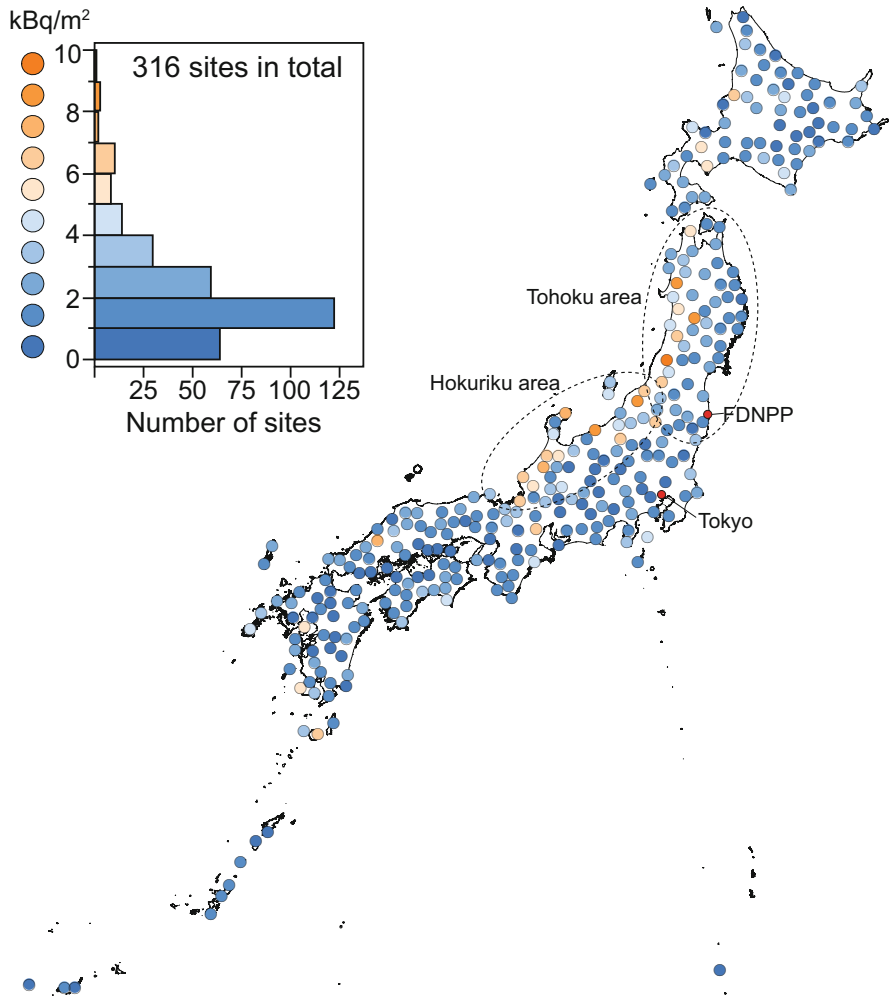 kBq/m²
316 sites in total
10
8
6
4
2
0
25 50 75 100 125
Number of sites
Tohoku area
Hokuriku area
FDNPP
Tokyo